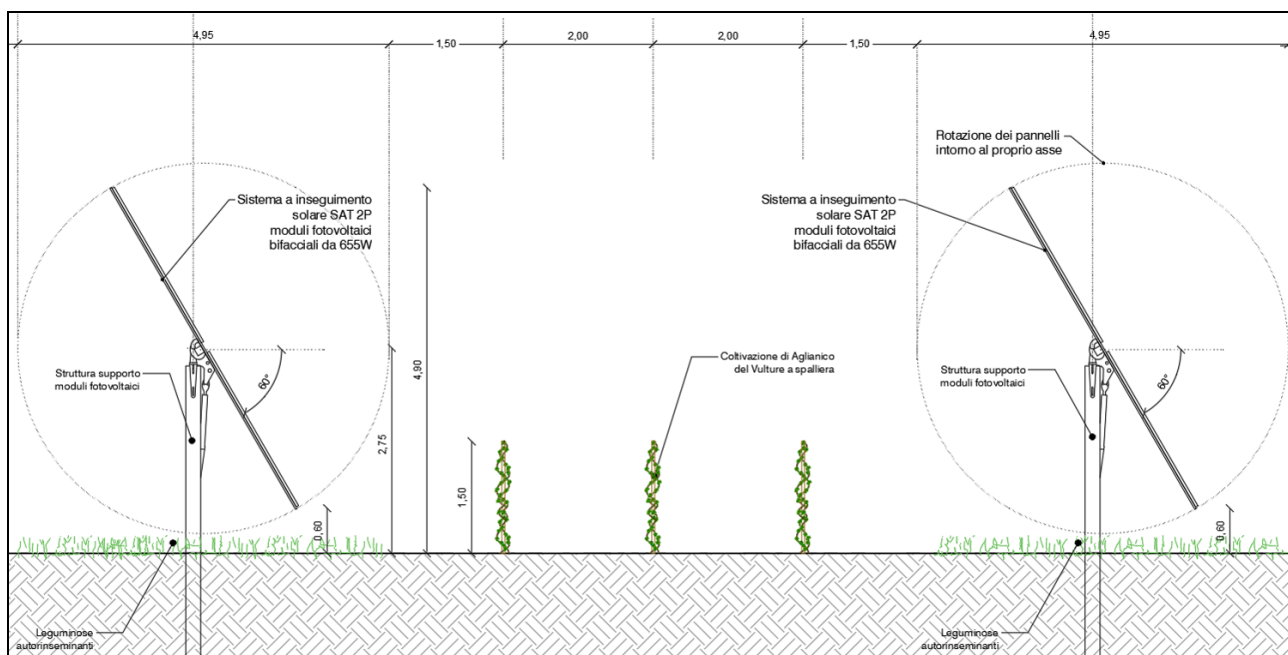 4,95
1,50
2,00
2,00
1,50
4,95
Rotazione dei pannelli
intorno al proprio asse
Sistema a inseguimento
solare SAT 2P
moduli fotovoltaici
bifacciali da 655W
Sistema a inseguimento
solare SAT 2P
moduli fotovoltaici
bifacciali da 655W
Struttura supporto
moduli fotovoltaici
60°
2,75
4,90
Coltivazione di Aglianico
del Vulture a spalliera
Struttura supporto
moduli fotovoltaici
60°
1,50
0,60
0,60
Leguminose
autorinseminanti
Leguminose
autorinseminanti